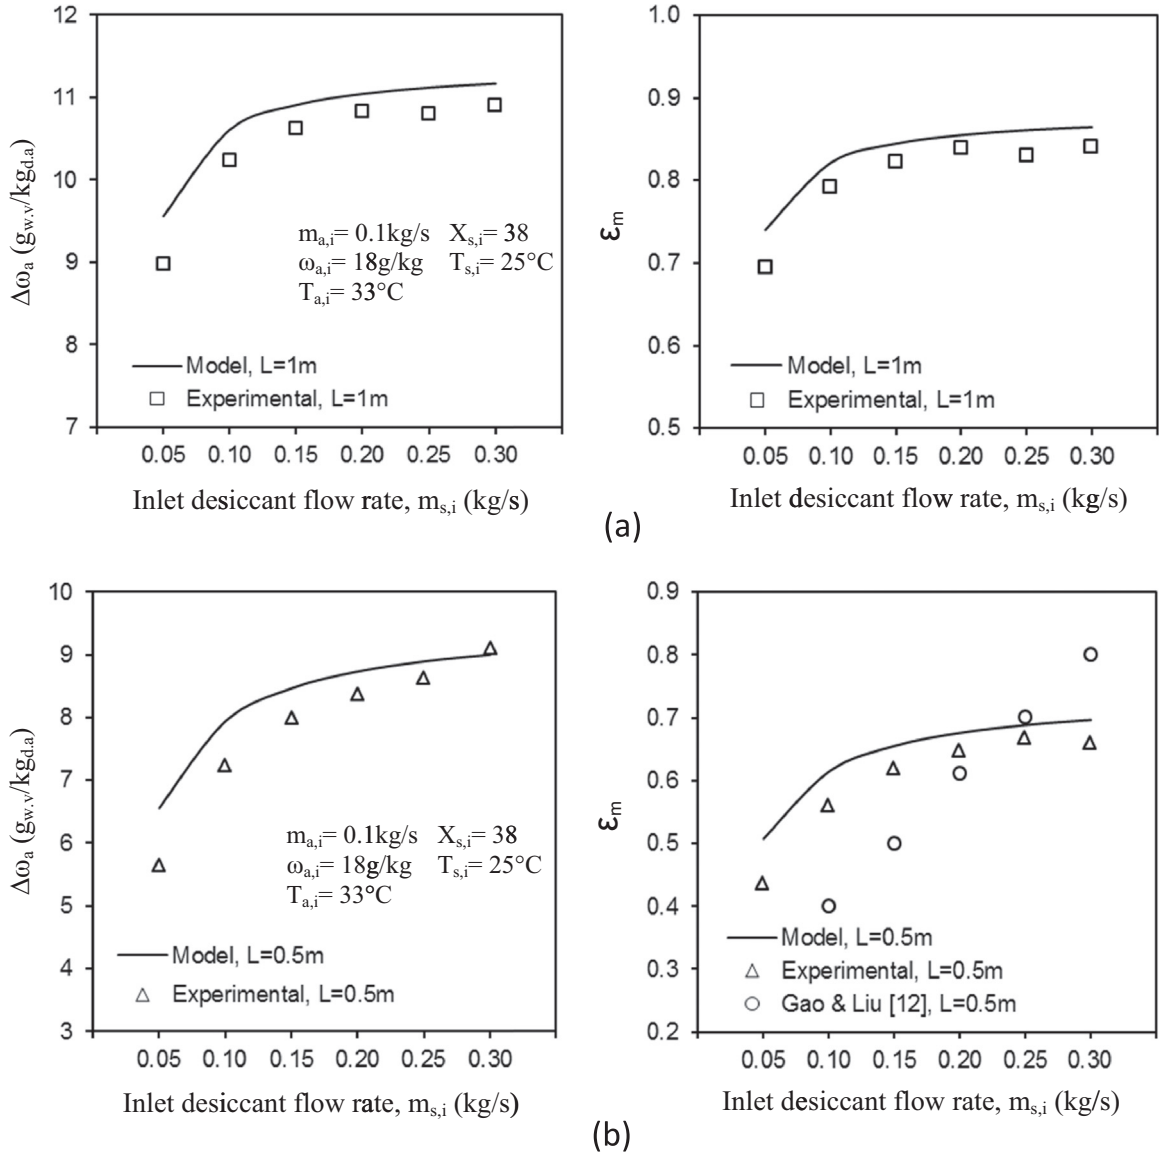 12
11
10
9
8
7
Δωₐ (g_w.v/kg_d.a)
m_a,i= 0.1kg/s X_s,i= 38
ω_a,i= 18g/kg T_s,i= 25°C
T_a,i= 33°C
Model, L=1m
Experimental, L=1m
0.05 0.10 0.15 0.20 0.25 0.30
Inlet desiccant flow rate, m_s,i (kg/s)
1.0
0.9
0.8
0.7
0.6
0.5
ε_m
Model, L=1m
Experimental, L=1m
0.05 0.10 0.15 0.20 0.25 0.30
Inlet desiccant flow rate, m_s,i (kg/s)
(a)
10
9
8
7
6
5
4
3
Δωₐ (g_w.v/kg_d.a)
m_a,i= 0.1kg/s X_s,i= 38
ω_a,i= 18g/kg T_s,i= 25°C
T_a,i= 33°C
Model, L=0.5m
Experimental, L=0.5m
0.05 0.10 0.15 0.20 0.25 0.30
Inlet desiccant flow rate, m_s,i (kg/s)
0.9
0.8
0.7
0.6
0.5
0.4
0.3
0.2
ε_m
Model, L=0.5m
Experimental, L=0.5m
Gao & Liu [12], L=0.5m
0.05 0.10 0.15 0.20 0.25 0.30
Inlet desiccant flow rate, m_s,i (kg/s)
(b)